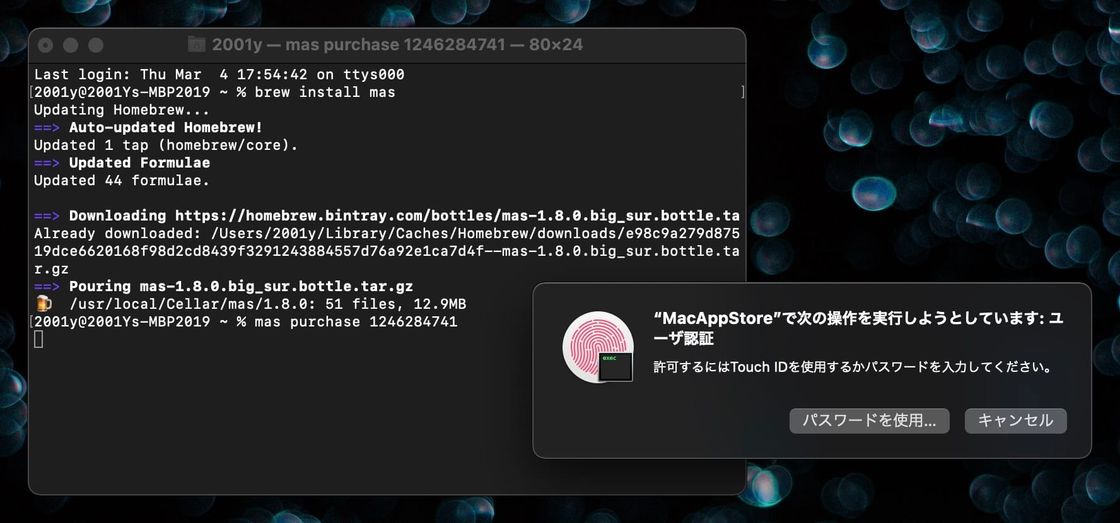 2001y — mas purchase 1246284741 — 80×24
Last login: Thu Mar  4 17:54:42 on ttys000
[2001y@2001Ys-MBP2019 ~ % brew install mas ]
Updating Homebrew...
==> Auto-updated Homebrew!
Updated 1 tap (homebrew/core).
==> Updated Formulae
Updated 44 formulae.
==> Downloading https://homebrew.bintray.com/bottles/mas-1.8.0.big_sur.bottle.ta
Already downloaded: /Users/2001y/Library/Caches/Homebrew/downloads/e98c9a279d875
19dce6620168f98d2cd8439f3291243884557d76a92e1ca7d4f--mas-1.8.0.big_sur.bottle.ta
r.gz
==> Pouring mas-1.8.0.big_sur.bottle.tar.gz
🍺  /usr/local/Cellar/mas/1.8.0: 51 files, 12.9MB
[2001y@2001Ys-MBP2019 ~ % mas purchase 1246284741
exec
“MacAppStore”で次の操作を実行しようとしています: ユ
ーザ認証
許可するにはTouch IDを使用するかパスワードを入力してください。
パスワードを使用...
キャンセル